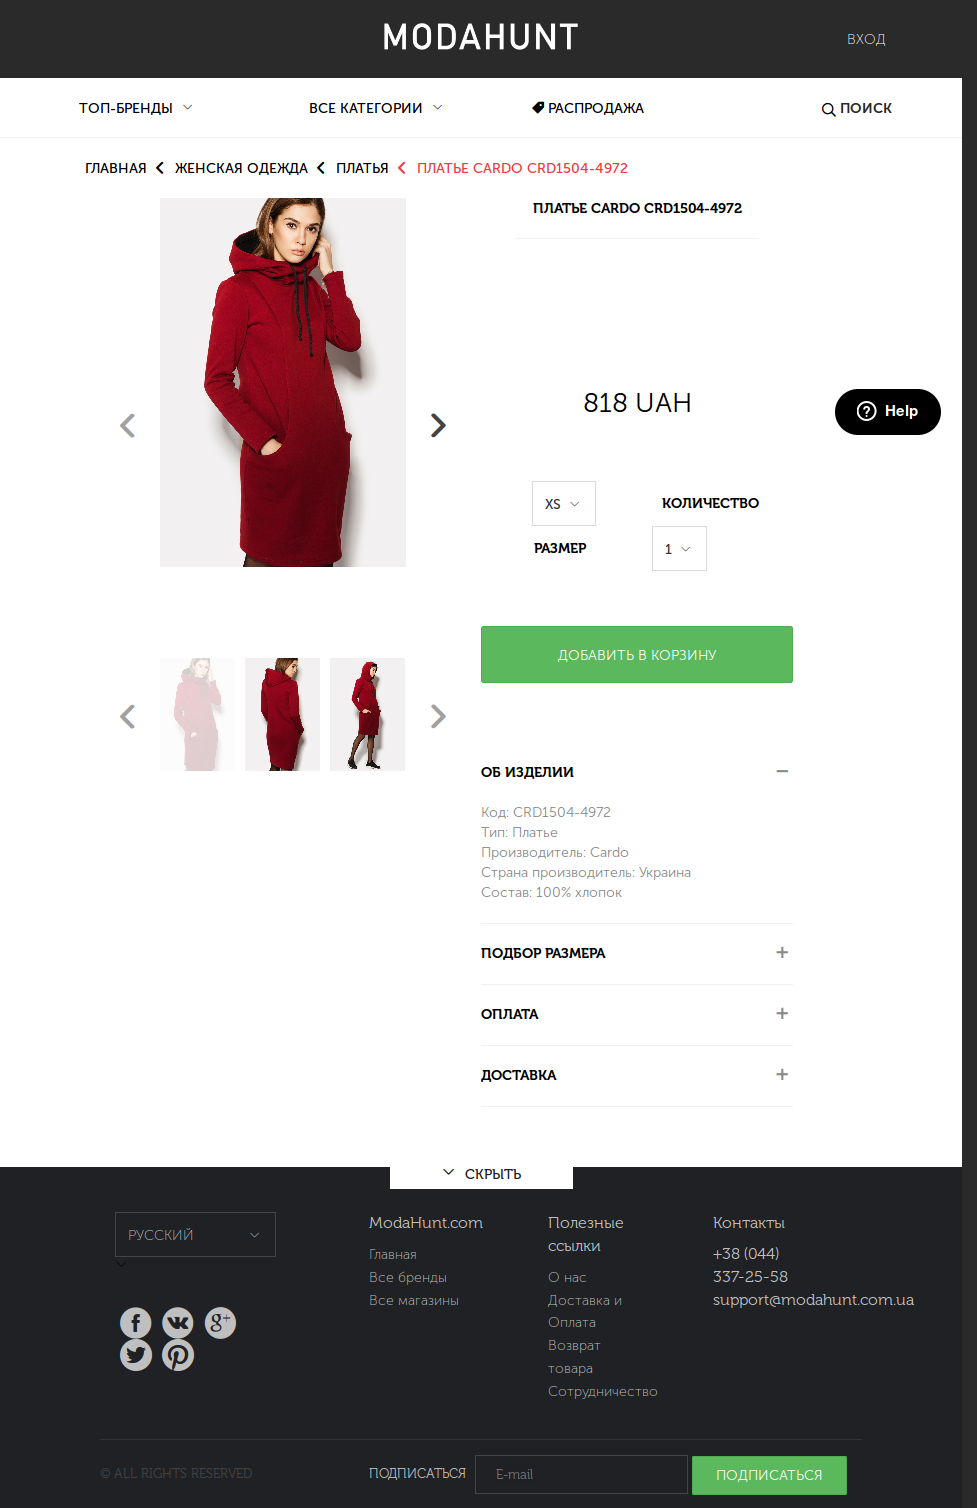 MODAHUNT
ВХОД
ТОП-БРЕНДЫ
ВСЕ КАТЕГОРИИ
РАСПРОДАЖА
ПОИСК
ГЛАВНАЯ ЖЕНСКАЯ ОДЕЖДА ПЛАТЬЯ ПЛАТЬЕ CARDO CRD1504-4972
ПЛАТЬЕ CARDO CRD1504-4972
818 UAH
Help
XS
КОЛИЧЕСТВО
РАЗМЕР
1
ДОБАВИТЬ В КОРЗИНУ
ОБ ИЗДЕЛИИ
Код: CRD1504-4972
Тип: Платье
Производитель: Cardo
Страна производитель: Украина
Состав: 100% хлопок
ПОДБОР РАЗМЕРА
ОПЛАТА
ДОСТАВКА
СКРЫТЬ
РУССКИЙ
ModaHunt.com
Главная
Все бренды
Все магазины
Полезные
ссылки
О нас
Доставка и
Оплата
Возврат
товара
Сотрудничество
Контакты
+38 (044)
337-25-58
support@modahunt.com.ua
© ALL RIGHTS RESERVED
ПОДПИСАТЬСЯ
E-mail
ПОДПИСАТЬСЯ